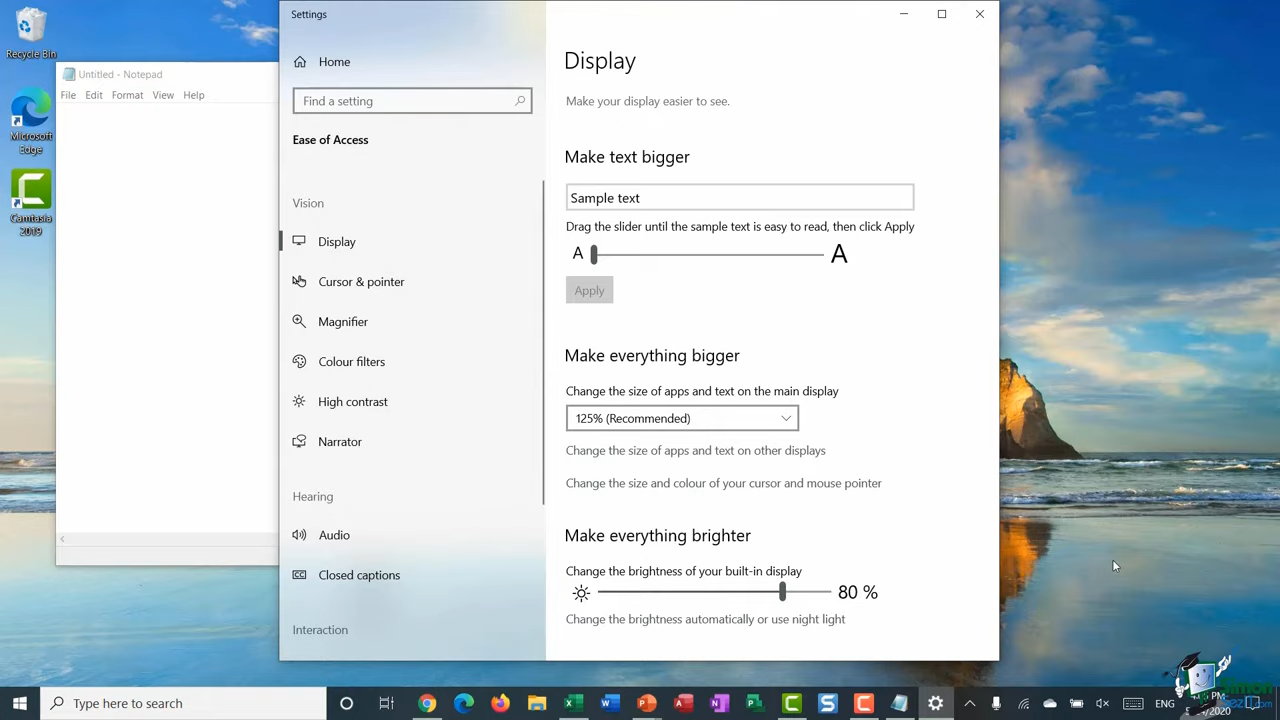 Recycle Bin
Microsoft
Edge
Camtasia
2019
Untitled - Notepad
File Edit Format View Help
Settings
Home
Find a setting
Ease of Access
Vision
Display
Cursor & pointer
Magnifier
Colour filters
High contrast
Narrator
Hearing
Audio
Closed captions
Interaction
Display
Make your display easier to see.
Make text bigger
Sample text
Drag the slider until the sample text is easy to read, then click Apply
A A
Apply
Make everything bigger
Change the size of apps and text on the main display
125% (Recommended)
Change the size of apps and text on other displays
Change the size and colour of your cursor and mouse pointer
Make everything brighter
Change the brightness of your built-in display
80 %
Change the brightness automatically or use night light
Type here to search
ENG